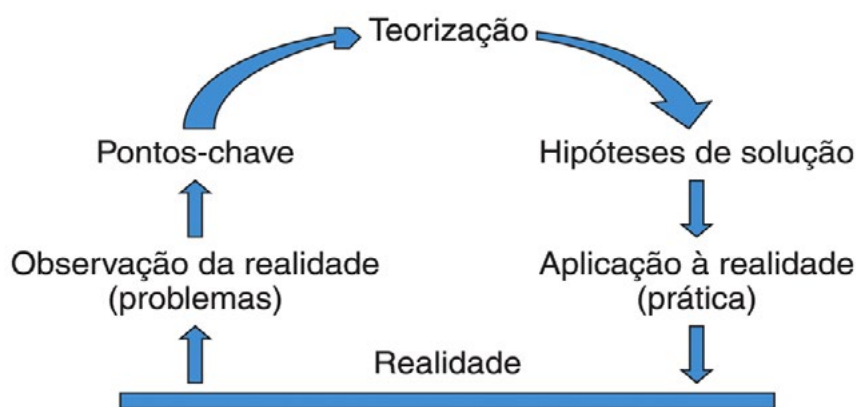 Teorização
Pontos-chave
Hipóteses de solução
Observação da realidade
(problemas)
Aplicação à realidade
(prática)
Realidade